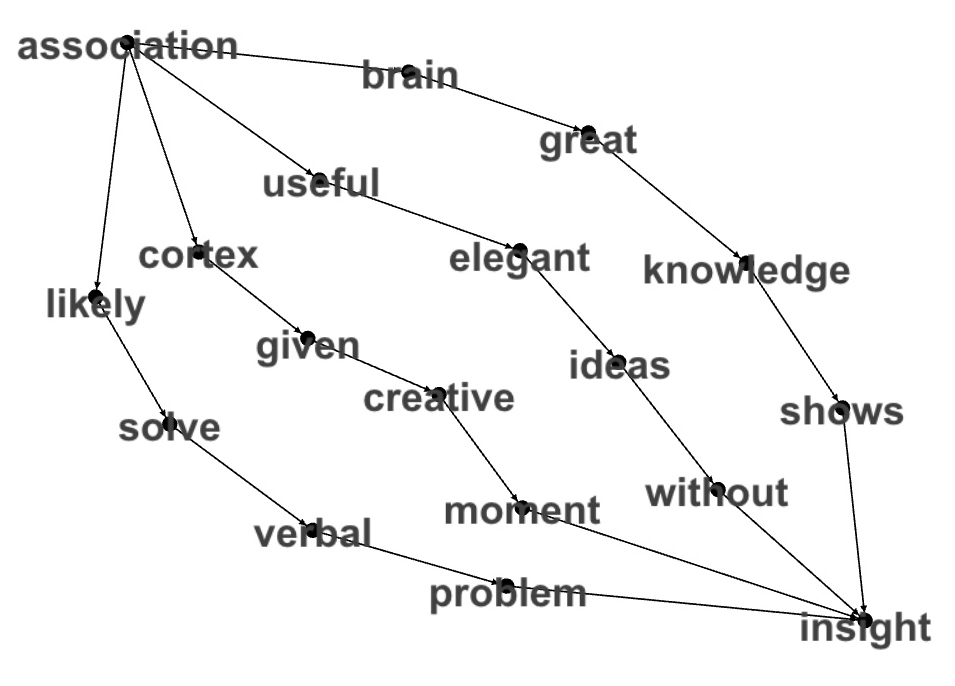 association
brain
great
useful
cortex
elegant
knowledge
likely
given
ideas
creative
shows
solve
without
moment
verbal
problem
insight